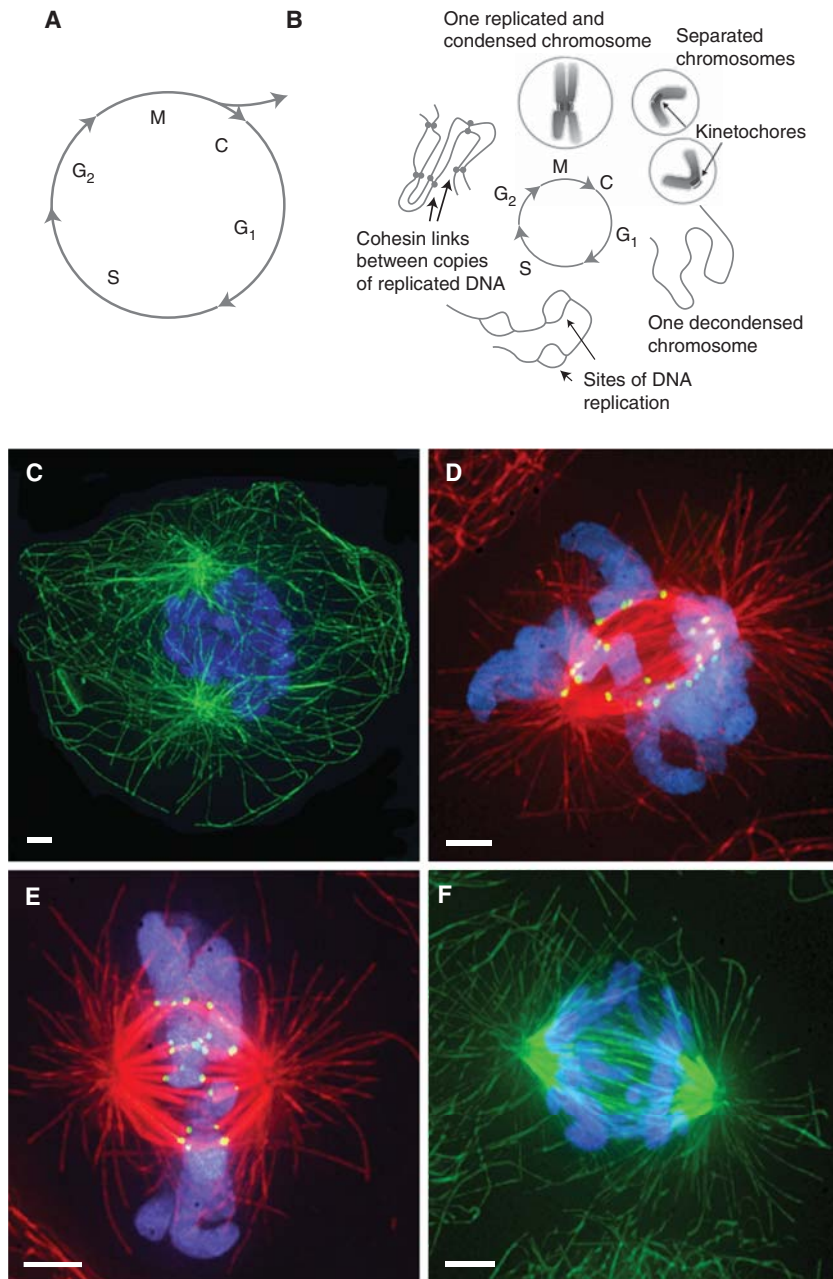 A
M
C
G1
S
G2
B
One replicated and
condensed chromosome
Separated
chromosomes
Kinetochores
M
C
G1
S
G2
Cohesin links
between copies
of replicated DNA
One decondensed
chromosome
Sites of DNA
replication
C
D
E
F